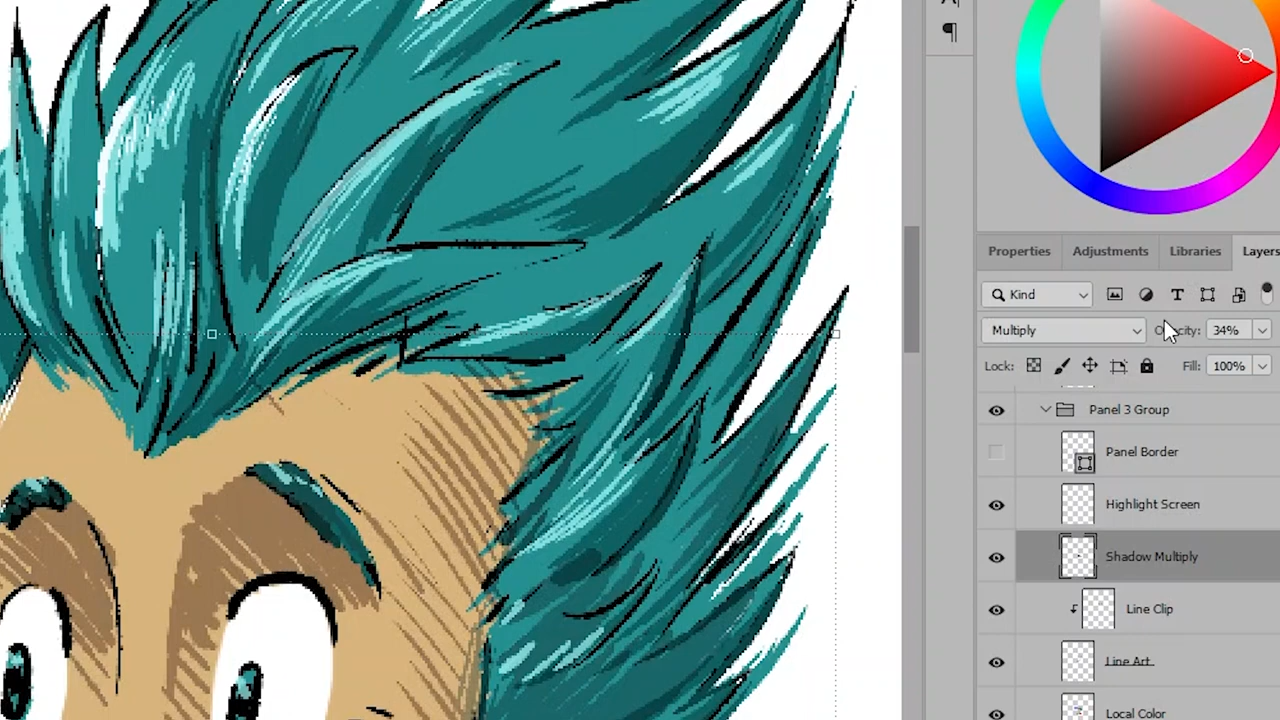 ¶
Properties Adjustments Libraries Layers
Kind T
Multiply Opacity: 34%
Lock: Fill: 100%
Panel 3 Group
Panel Border
Highlight Screen
Shadow Multiply
Line Clip
Line Art
Local Color